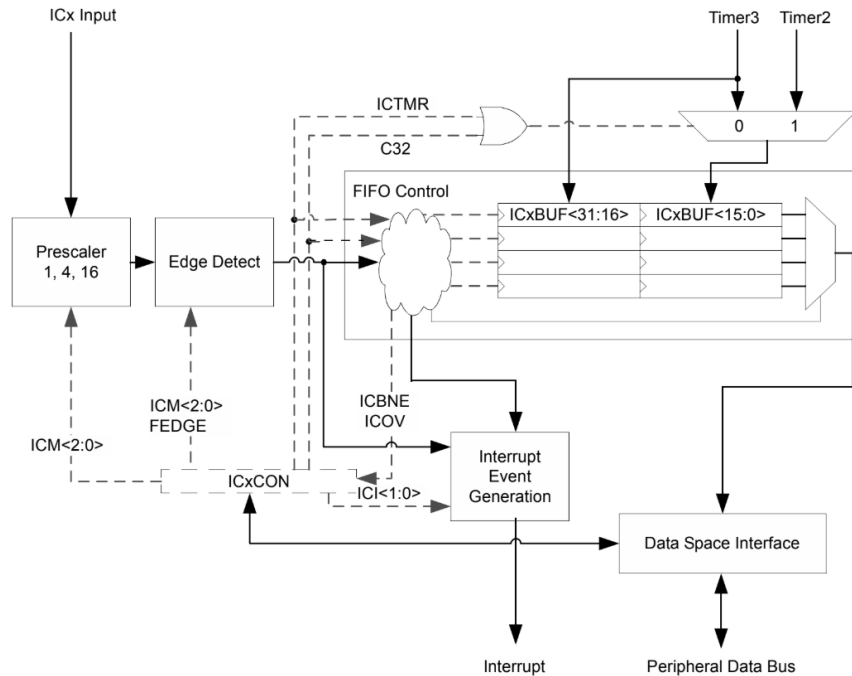 ICx Input
Timer3
Timer2
ICTMR
0
1
C32
FIFO Control
ICxBUF<31:16>
ICxBUF<15:0>
Prescaler
1, 4, 16
Edge Detect
ICBNE
ICOV
ICM<2:0>
FEDGE
ICM<2:0>
ICxCON
ICI<1:0>
Interrupt
Event
Generation
Data Space Interface
Interrupt
Peripheral Data Bus